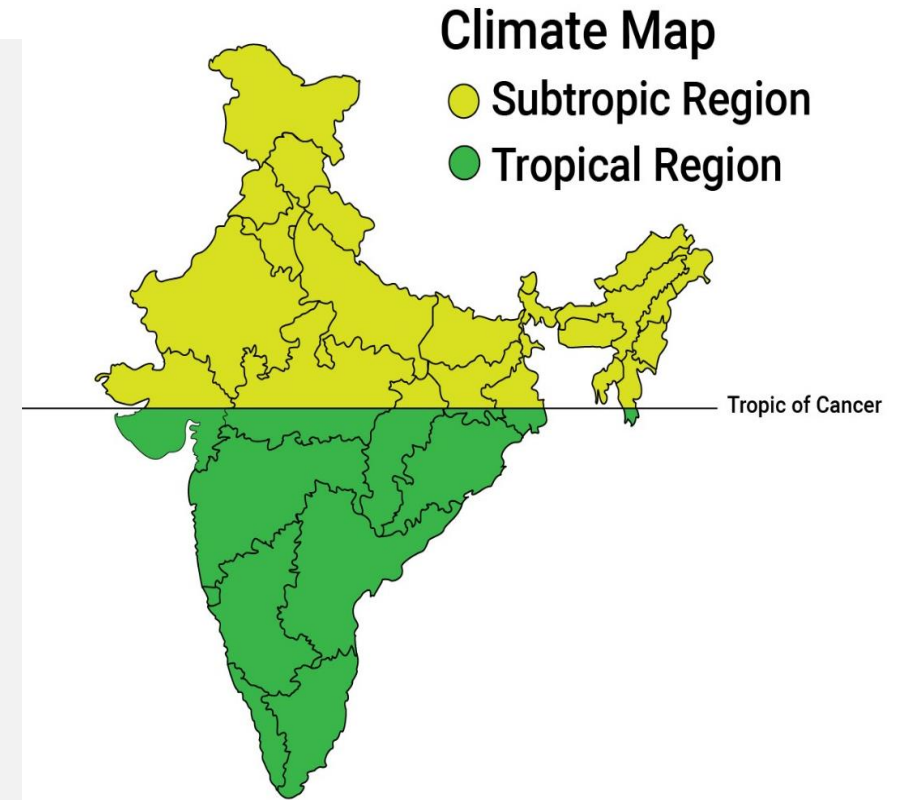 Climate Map
Subtropic Region
Tropical Region
Tropic of Cancer